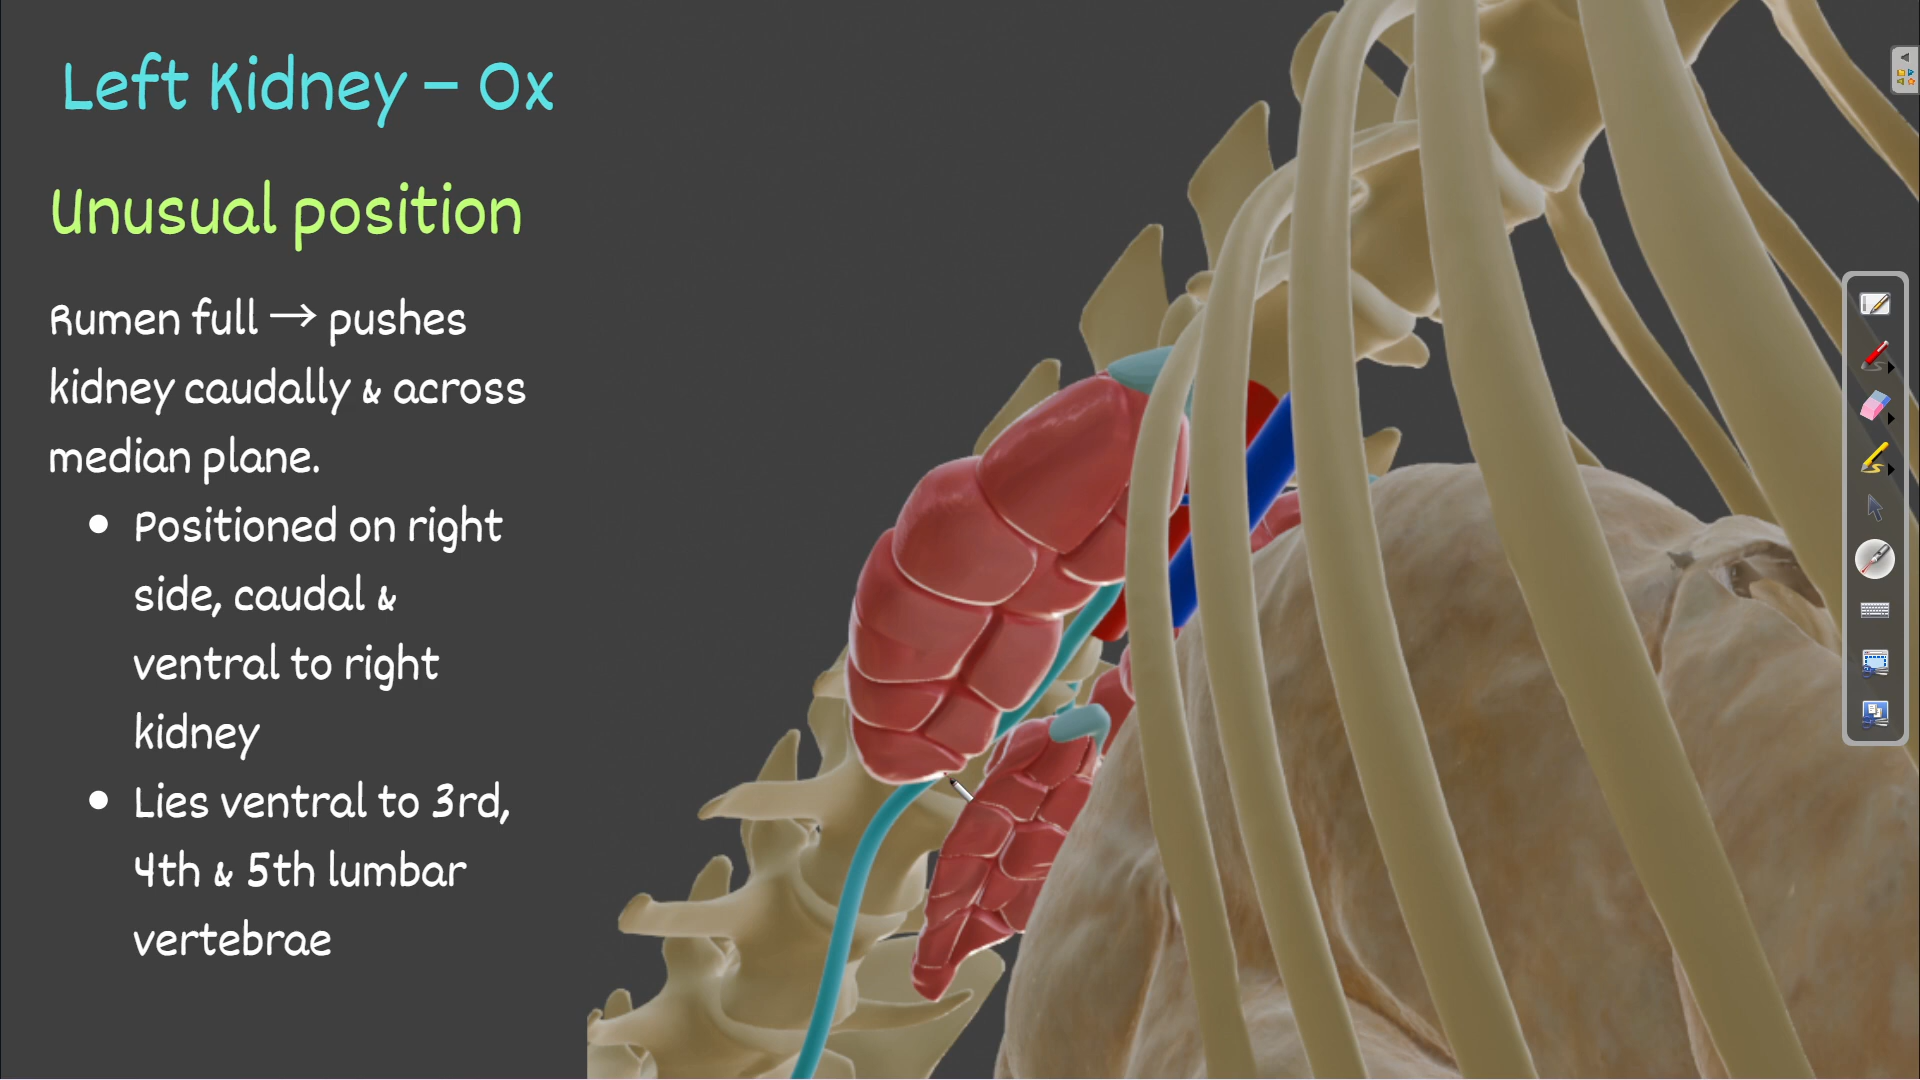 Left Kidney – Ox
Unusual position
Rumen full → pushes
kidney caudally & across
median plane.
• Positioned on right
side, caudal &
ventral to right
kidney
• Lies ventral to 3rd,
4th & 5th lumbar
vertebrae